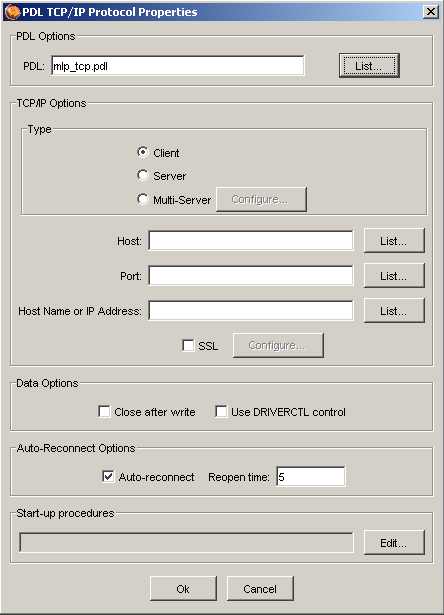 PDL TCP/IP Protocol Properties
PDL Options
PDL: mlp_tcp.pdl List...
TCP/IP Options
Type
Client
Server
Multi-Server Configure...
Host: List...
Port: List...
Host Name or IP Address: List...
SSL Configure...
Data Options
Close after write Use DRIVERCTL control
Auto-Reconnect Options
Auto-reconnect Reopen time: 5
Start-up procedures
Edit...
Ok Cancel